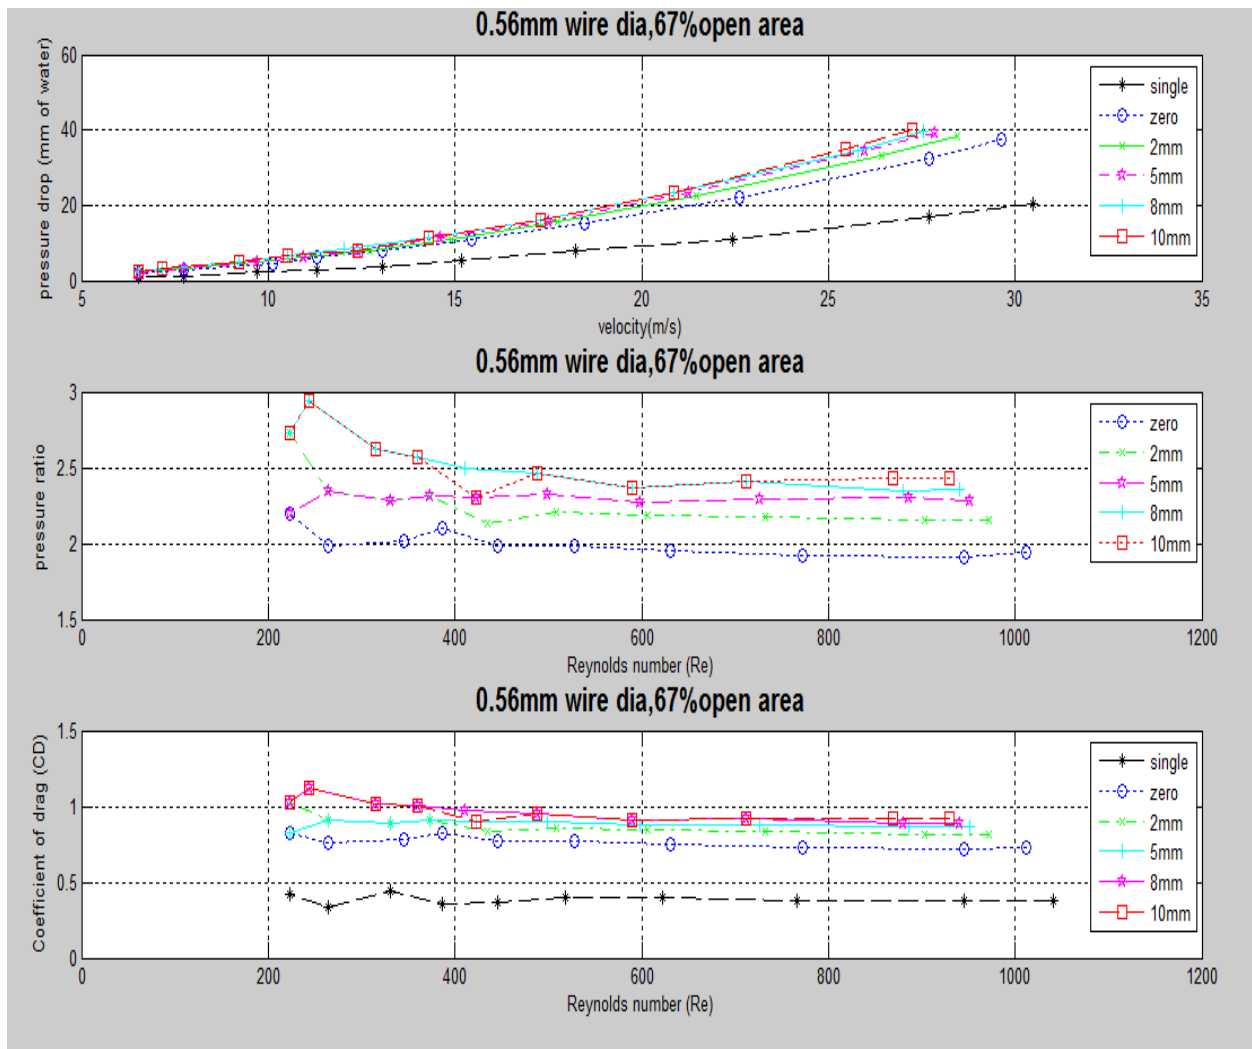 0.56mm wire dia,67%open area
pressure drop (mm of water)
60
40
20
0
5
10
15
20
25
30
35
velocity(m/s)
single
zero
2mm
5mm
8mm
10mm
0.56mm wire dia,67%open area
pressure ratio
3
2.5
2
1.5
0
200
400
600
800
1000
1200
Reynolds number (Re)
zero
2mm
5mm
8mm
10mm
0.56mm wire dia,67%open area
Coefficient of drag (CD)
1.5
1
0.5
0
0
200
400
600
800
1000
1200
Reynolds number (Re)
single
zero
2mm
5mm
8mm
10mm